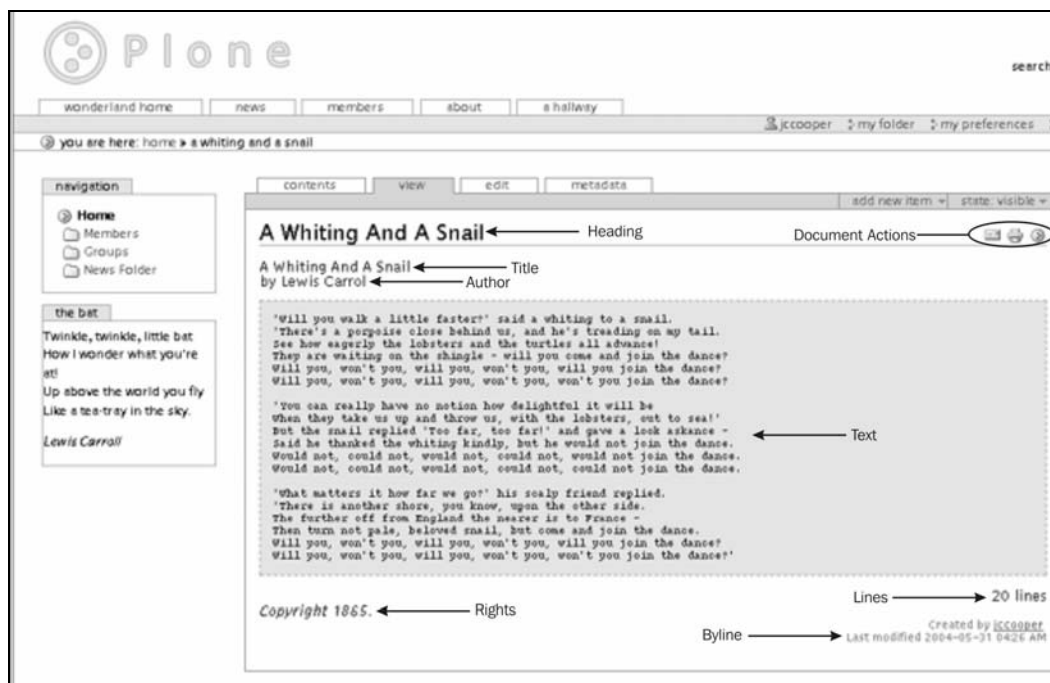 Plone
search
wonderland home news members about a hallway
jccooper my folder my preferences
you are here: home » a whiting and a snail
navigation
Home
Members
Groups
News Folder
the bat
Twinkle, twinkle, little bat
How I wonder what you're
at!
Up above the world you fly
Like a tea-tray in the sky.
Lewis Carroll
contents view edit metadata
add new item state: visible
A Whiting And A Snail Heading Document Actions
A Whiting And A Snail Title
by Lewis Carrol Author
'Will you walk a little faster?' said a whiting to a snail.
'There's a porpoise close behind us, and he's treading on my tail.
See how eagerly the lobsters and the turtles all advance!
They are waiting on the shingle - will you come and join the dance?
Will you, won't you, will you, won't you, will you join the dance?
Will you, won't you, will you, won't you, won't you join the dance?
'You can really have no notion how delightful it will be
When they take us up and throw us, with the lobsters, out to sea!'
But the snail replied 'Too far, too far!' and gave a look askance -
Said he thanked the whiting kindly, but he would not join the dance.
Would not, could not, would not, could not, would not join the dance.
Would not, could not, would not, could not, could not join the dance.
Text
'What matters it how far we go?' his scaly friend replied.
'There is another shore, you know, upon the other side.
The further off from England the nearer is to France -
Then turn not pale, beloved snail, but come and join the dance.
Will you, won't you, will you, won't you, will you join the dance?
Will you, won't you, will you, won't you, won't you join the dance?'
Lines 20 lines
Copyright 1865. Rights
Created by jccooper
Byline Last modified 2004-05-31 04:26 AM